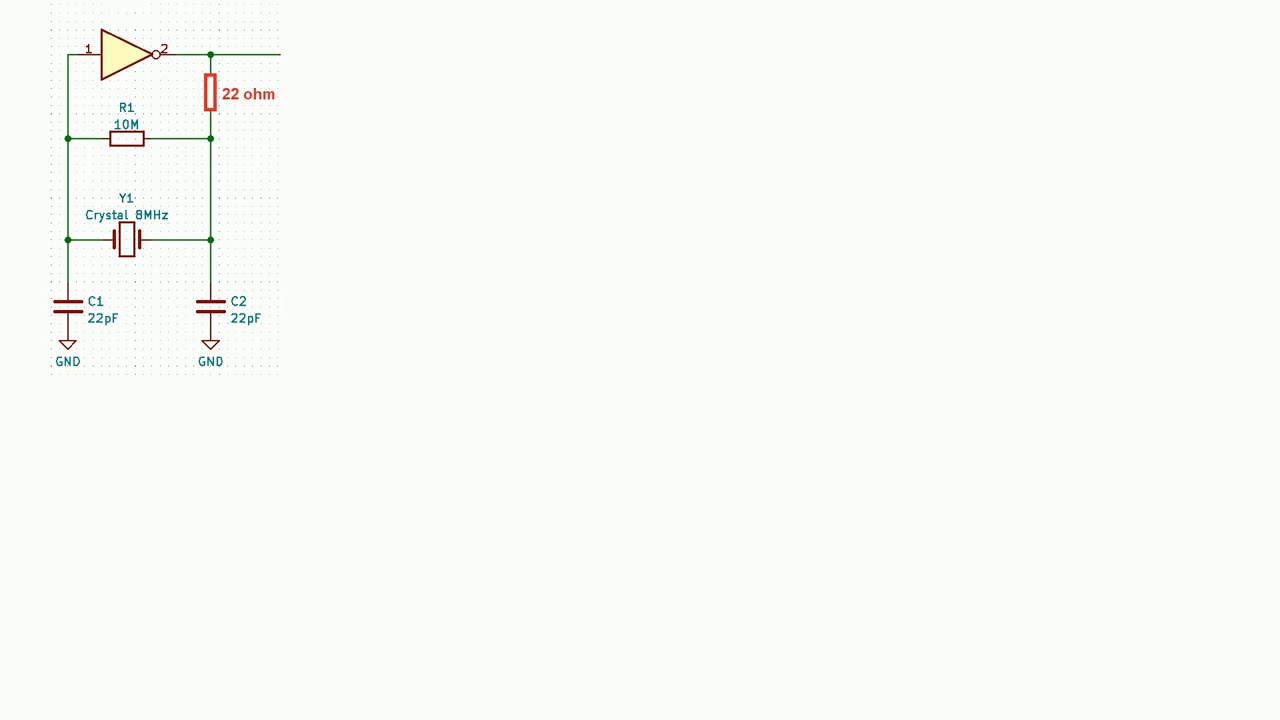 1 2
22 ohm
R1
10M
Y1
Crystal 8MHz
C1
22pF
C2
22pF
GND
GND